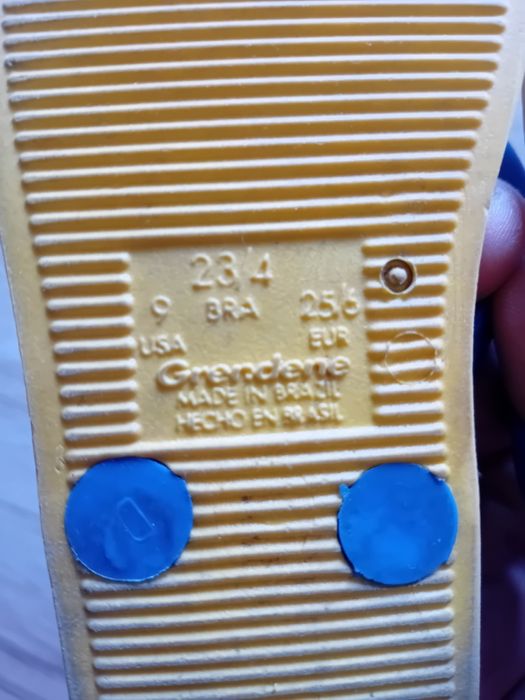 23/4
9 BRA 25/6
USA EUR
Grendene
MADE IN BRAZIL
HECHO EN BRASIL